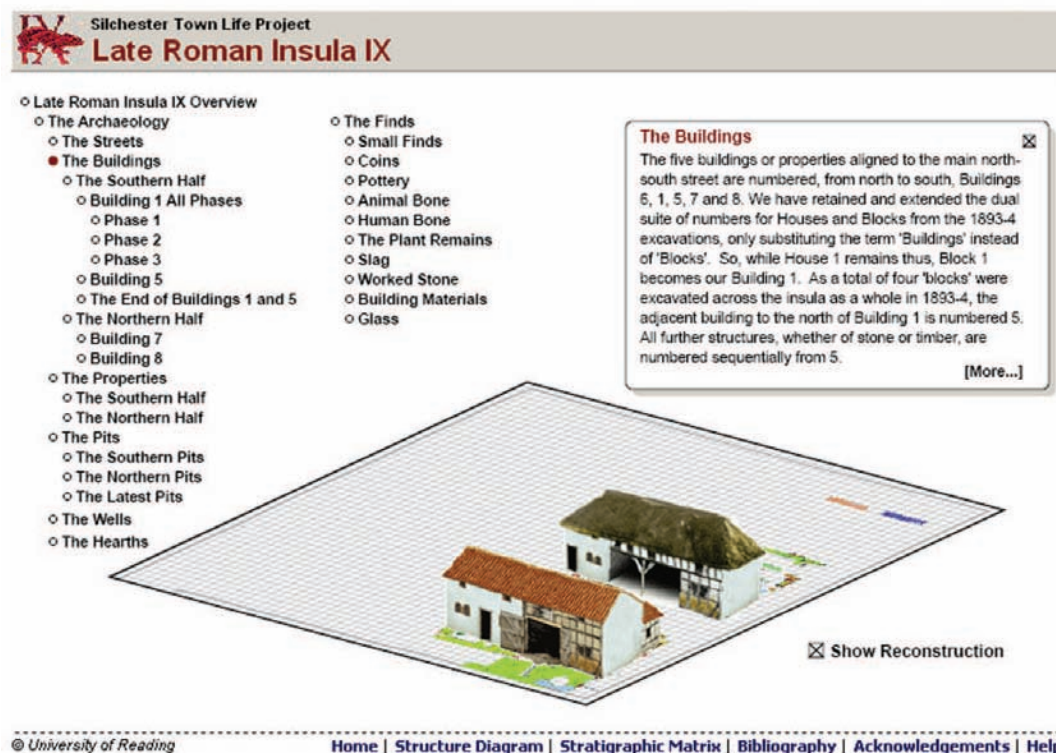 Silchester Town Life Project
Late Roman Insula IX
Late Roman Insula IX Overview
The Archaeology
The Streets
The Buildings
The Southern Half
Building 1 All Phases
Phase 1
Phase 2
Phase 3
Building 5
The End of Buildings 1 and 5
The Northern Half
Building 7
Building 8
The Properties
The Southern Half
The Northern Half
The Pits
The Southern Pits
The Northern Pits
The Latest Pits
The Wells
The Hearths
The Finds
Small Finds
Coins
Pottery
Animal Bone
Human Bone
The Plant Remains
Slag
Worked Stone
Building Materials
Glass
The Buildings
The five buildings or properties aligned to the main north-
south street are numbered, from north to south, Buildings
6, 1, 5, 7 and 8. We have retained and extended the dual
suite of numbers for Houses and Blocks from the 1893-4
excavations, only substituting the term 'Buildings' instead
of 'Blocks'. So, while House 1 remains thus, Block 1
becomes our Building 1. As a total of four 'blocks' were
excavated across the insula as a whole in 1893-4, the
adjacent building to the north of Building 1 is numbered 5.
All further structures, whether of stone or timber, are
numbered sequentially from 5.
[More...]
Show Reconstruction
© University of Reading
Home | Structure Diagram | Stratigraphic Matrix | Bibliography | Acknowledgements |